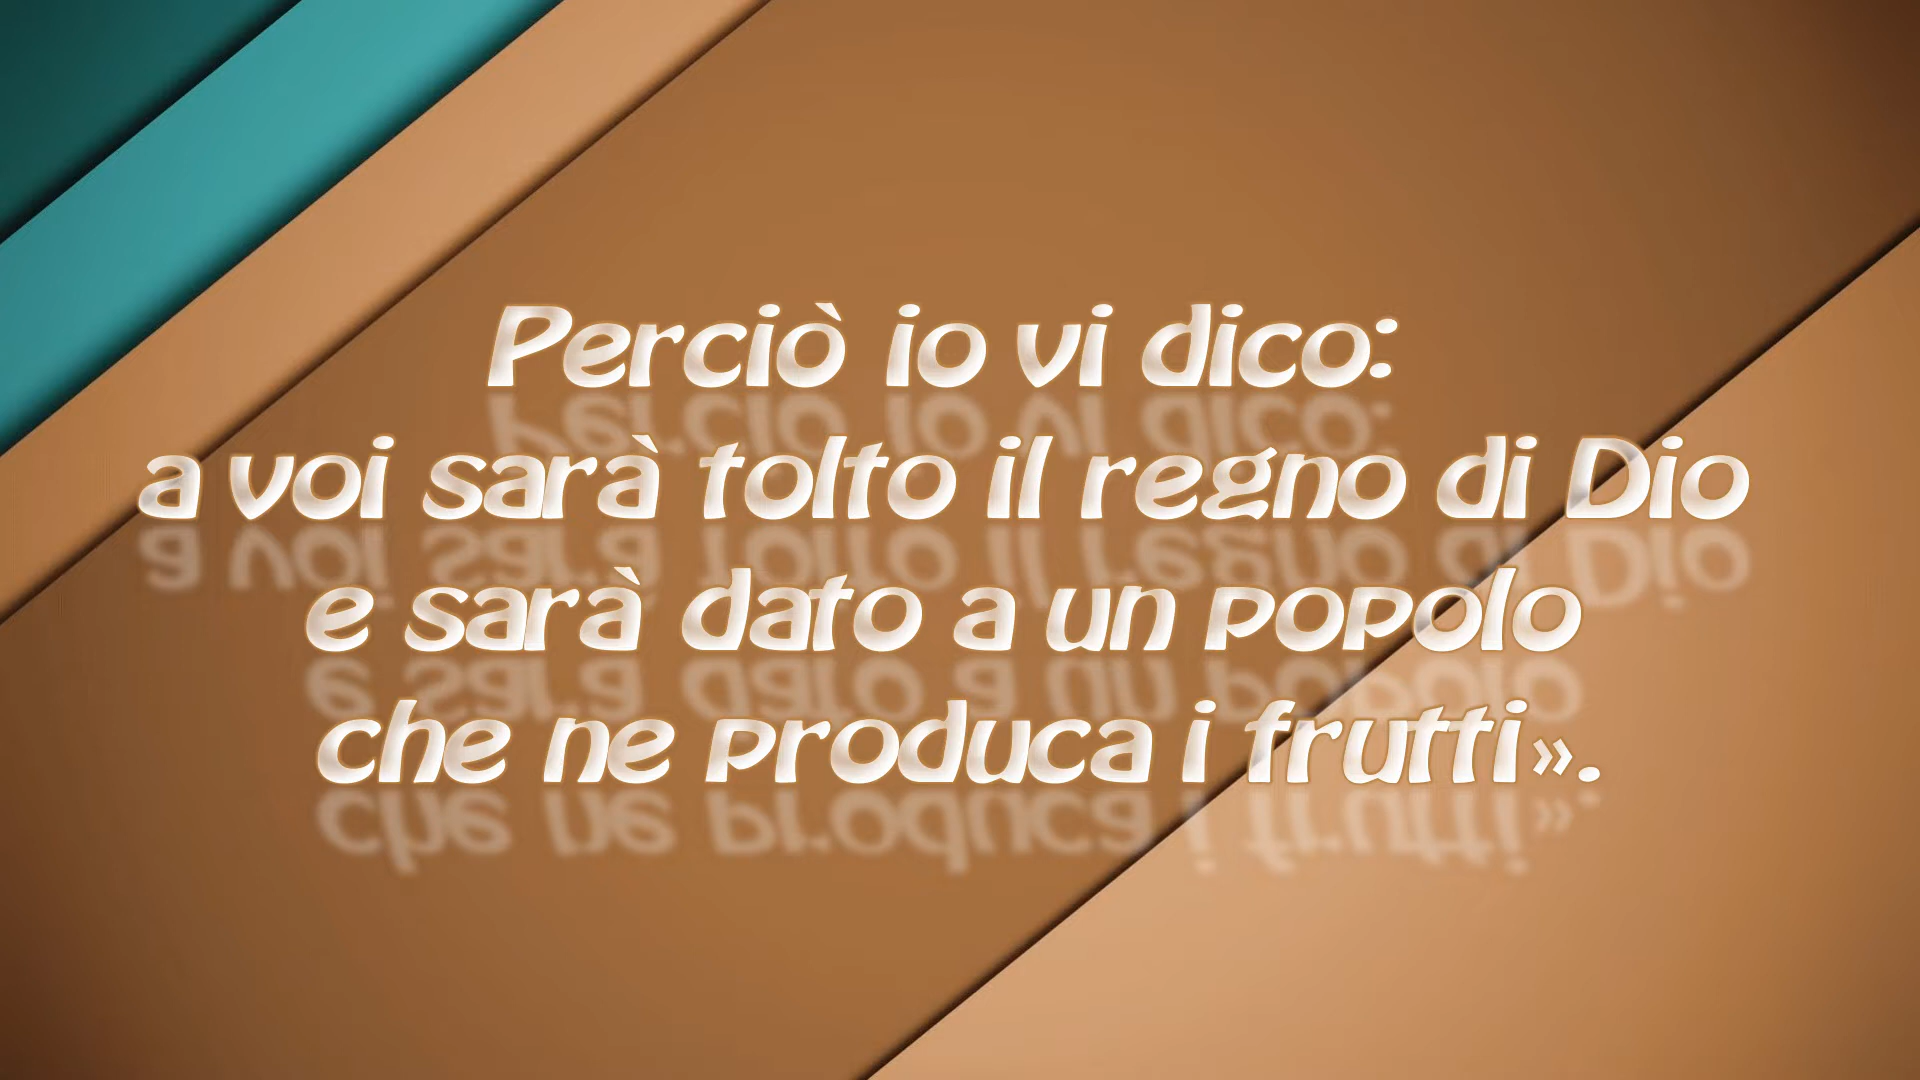 Perciò io vi dico:
a voi sarà tolto il regno di Dio
e sarà dato a un popolo
che ne produca i frutti».